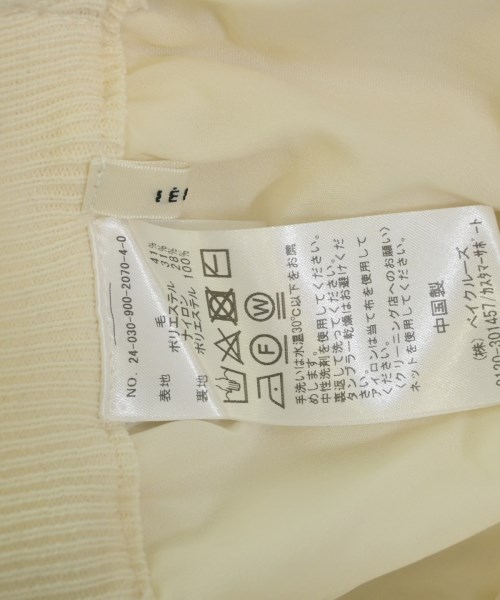 NO. 24-030-900-2070-4-0
表地 毛 41%
ポリエステル 31%
ナイロン 28%
裏地 ポリエステル 100%
手洗いは水温30℃以下をお薦
めします。
中性洗剤を使用してください。
裏返して洗ってください。
タンブラー乾燥はお避けくだ
さい。
アイロンは当て布を使用して
ください。
(クリーニング店へのお願い)
ネットを使用してください。
中国製
(株) ベイクルーズ
0120-301457/カスタマーサポート